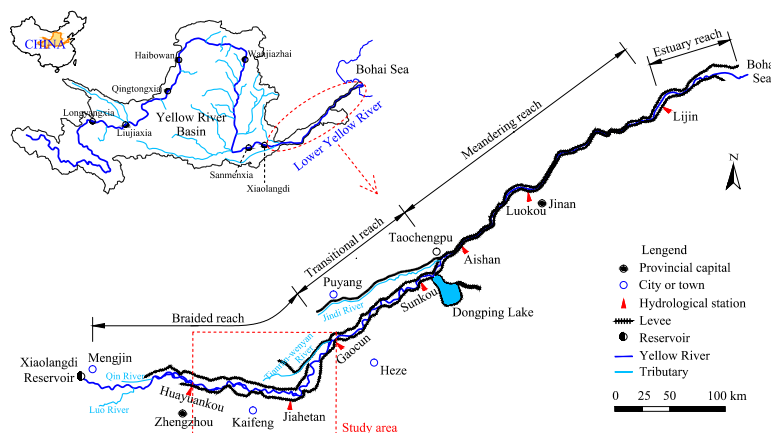 CHINA
Haibowan
Wanjiazhai
Qingtongxia
Longyangxia
Liujiaxia
Yellow River
Basin
Sanmenxia
Xiaolangdi
Bohai Sea
Lower Yellow River
Estuary reach
Bohai
Sea
Meandering reach
Lijin
N
Luokou
Jinan
Transitional reach
Taochengpu
Aishan
Puyang
Jindi River
Sunkou
Dongping Lake
Braided reach
Gaocun
River
Heze
Xiaolangdi
Reservoir
Mengjin
Qin River
Luo River
Huayuankou
Zhengzhou
Kaifeng
Jiahetan
Study area
Lengend
Provincial capital
City or town
Hydrological station
Levee
Reservoir
Yellow River
Tributary
0 25 50 100 km